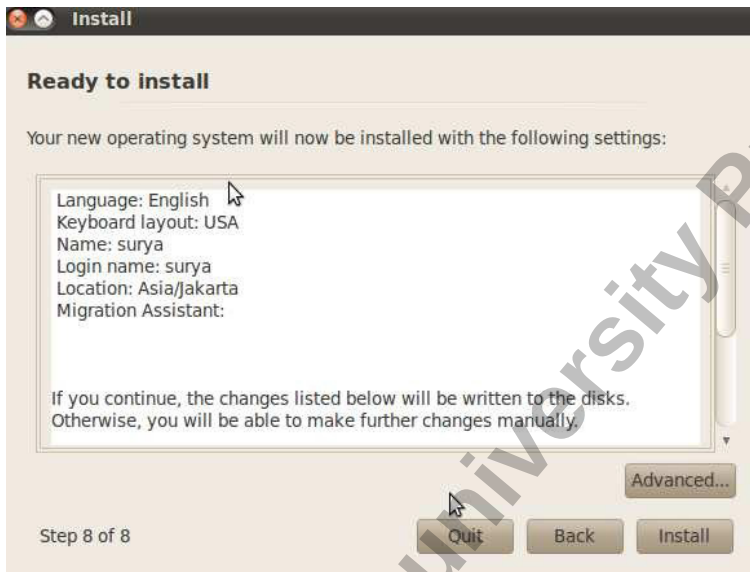 Install
Ready to install
Your new operating system will now be installed with the following settings:
Language: English
Keyboard layout: USA
Name: surya
Login name: surya
Location: Asia/Jakarta
Migration Assistant:
If you continue, the changes listed below will be written to the disks.
Otherwise, you will be able to make further changes manually.
Advanced...
Step 8 of 8
Quit
Back
Install
university P